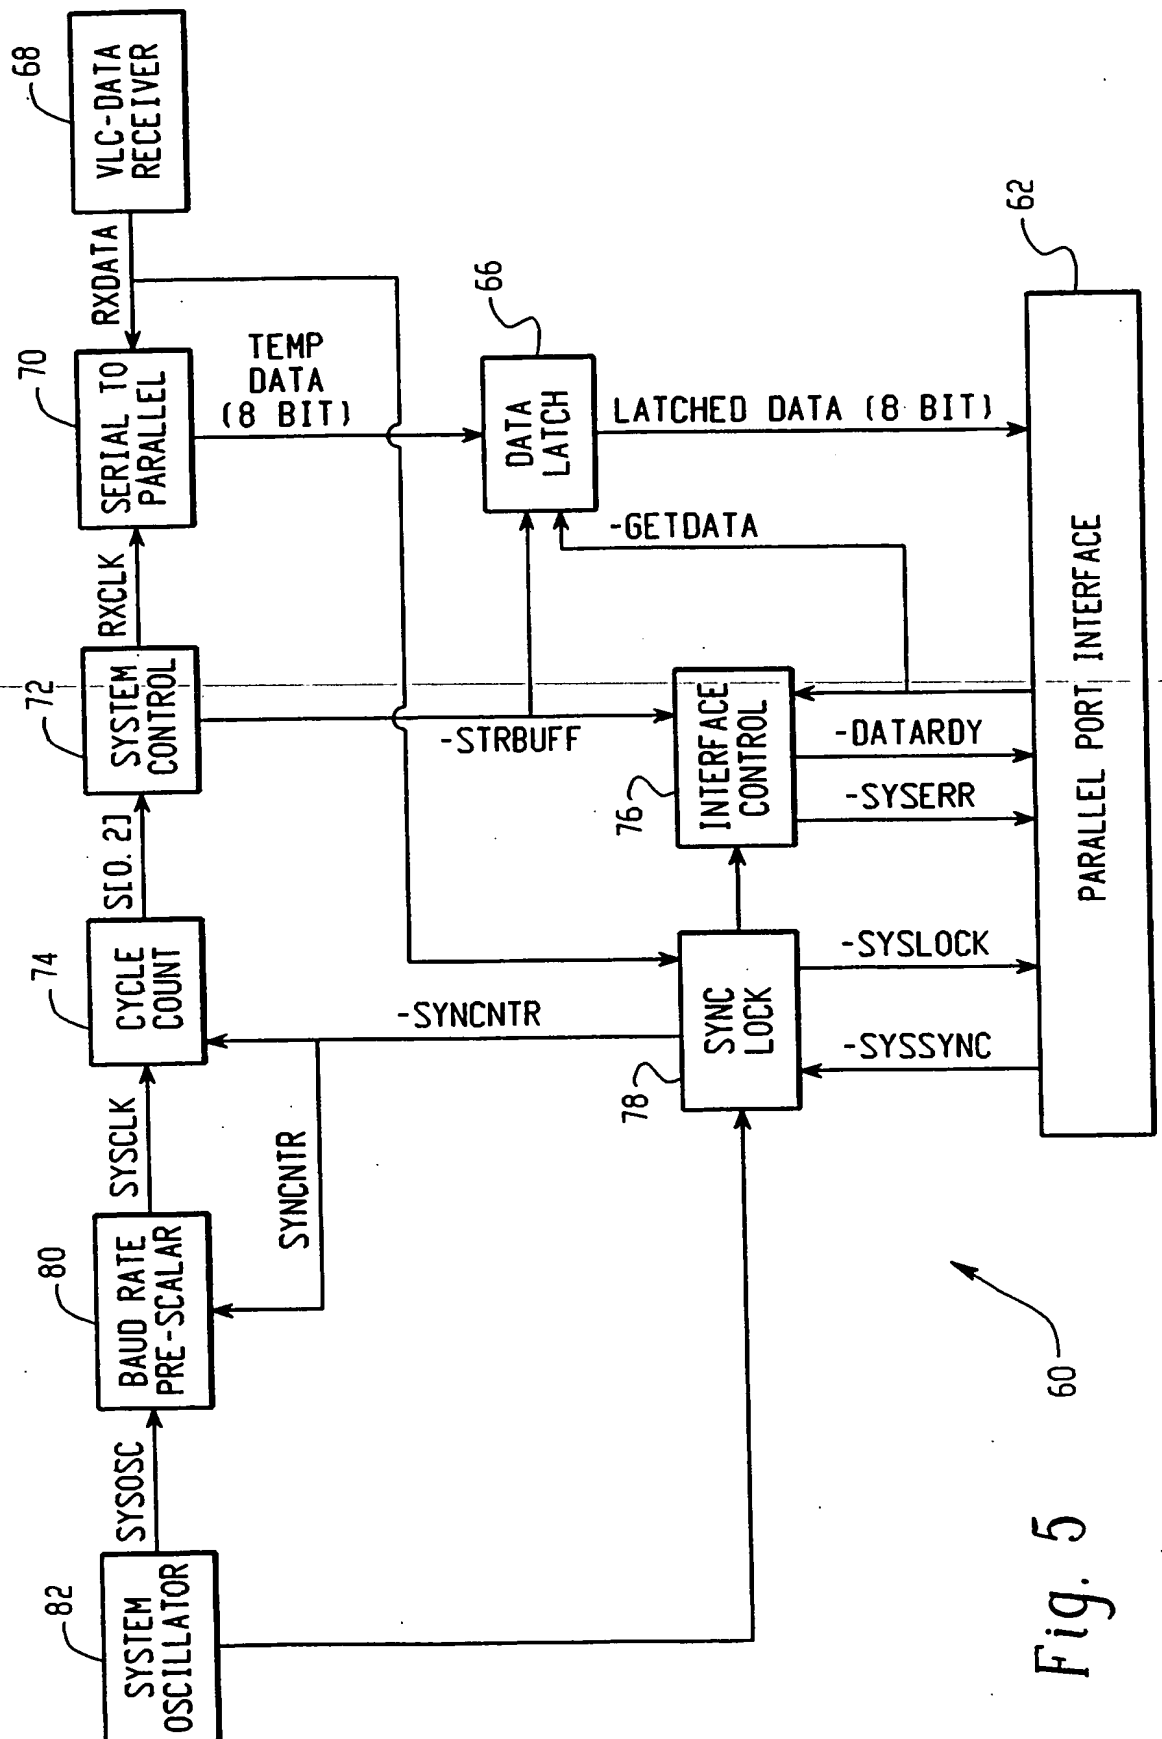 82
SYSTEM
OSCILLATOR
SYSOSC
80
BAUD RATE
PRE-SCALAR
SYSCLK
74
CYCLE
COUNT
S[0.2]
72
SYSTEM
CONTROL
RXCLK
70
SERIAL TO
PARALLEL
RXDATA
68
VLC-DATA
RECEIVER
SYNCNTR
-SYNCNTR
-STRBUFF
TEMP
DATA
(8 BIT)
66
DATA
LATCH
-GETDATA
LATCHED DATA (8 BIT)
78
SYNC
LOCK
76
INTERFACE
CONTROL
-SYSSYNC
-SYSLOCK
-SYSERR
-DATARDY
62
PARALLEL PORT INTERFACE
60
Fig. 5